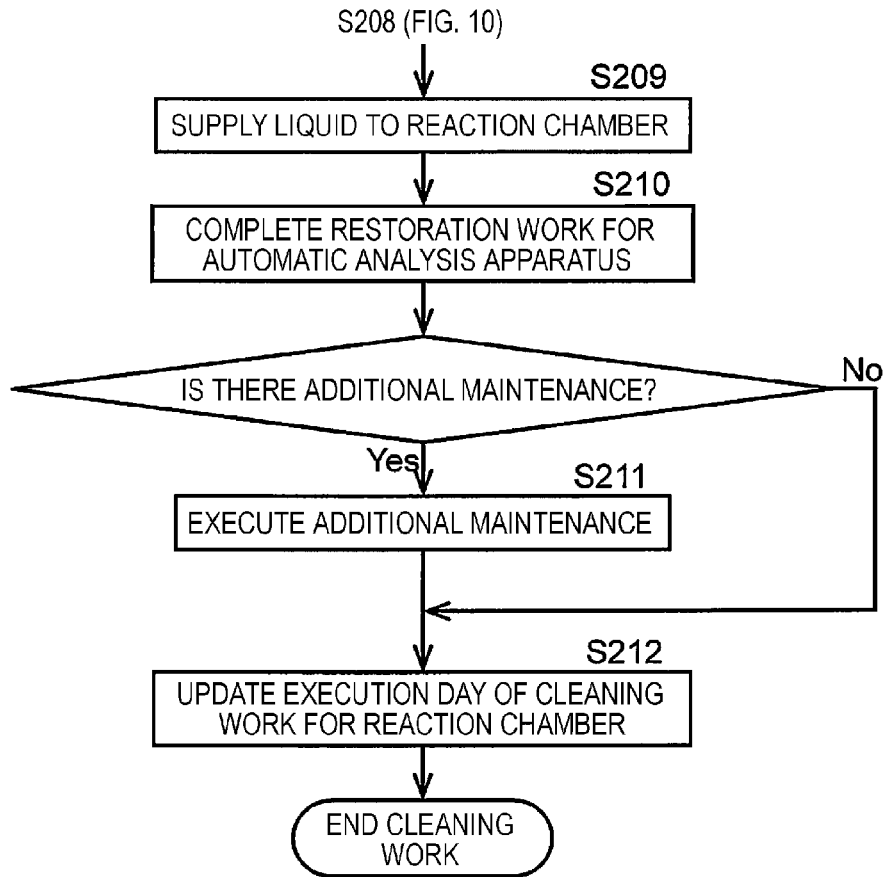 S208 (FIG. 10)
S209
SUPPLY LIQUID TO REACTION CHAMBER
S210
COMPLETE RESTORATION WORK FOR
AUTOMATIC ANALYSIS APPARATUS
IS THERE ADDITIONAL MAINTENANCE?
No
Yes
S211
EXECUTE ADDITIONAL MAINTENANCE
S212
UPDATE EXECUTION DAY OF CLEANING
WORK FOR REACTION CHAMBER
END CLEANING
WORK